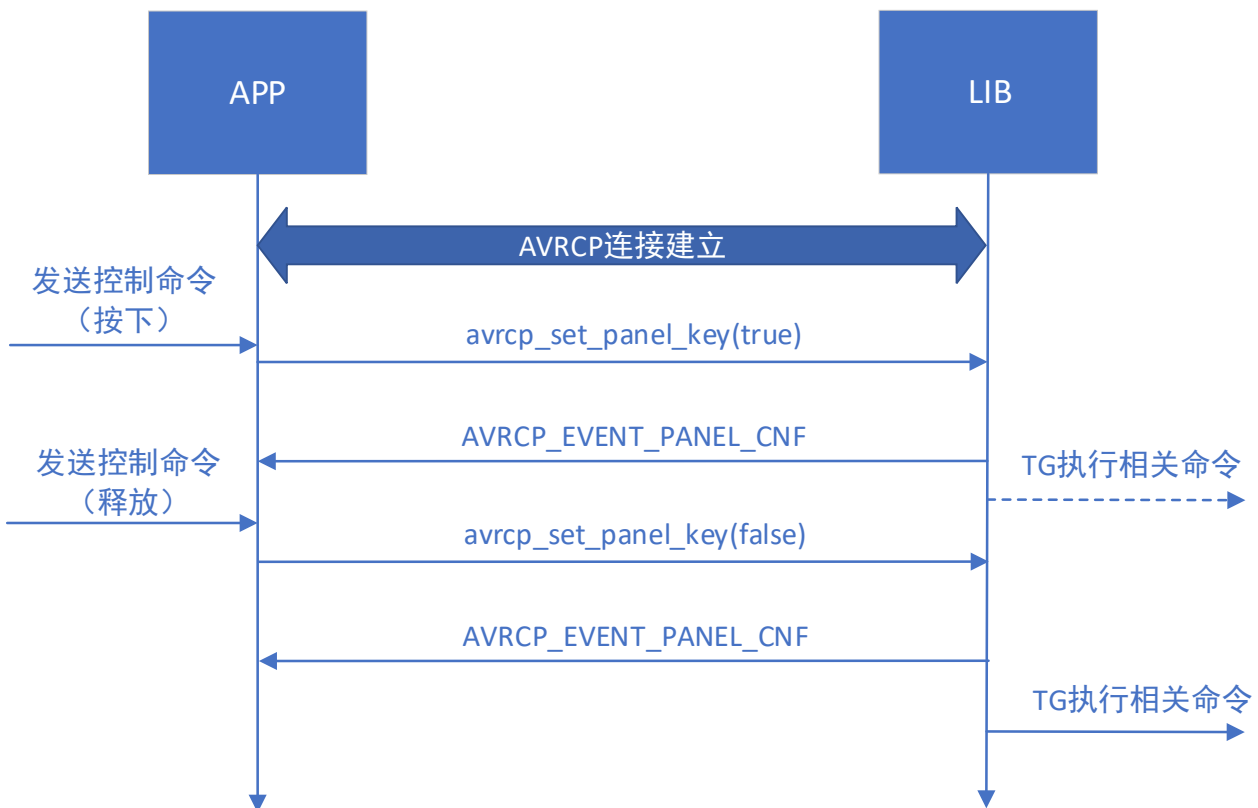 APP
LIB
AVRCP连接建立
发送控制命令
（按下）
avrcp_set_panel_key(true)
AVRCP_EVENT_PANEL_CNF
发送控制命令
（释放）
TG执行相关命令
avrcp_set_panel_key(false)
AVRCP_EVENT_PANEL_CNF
TG执行相关命令